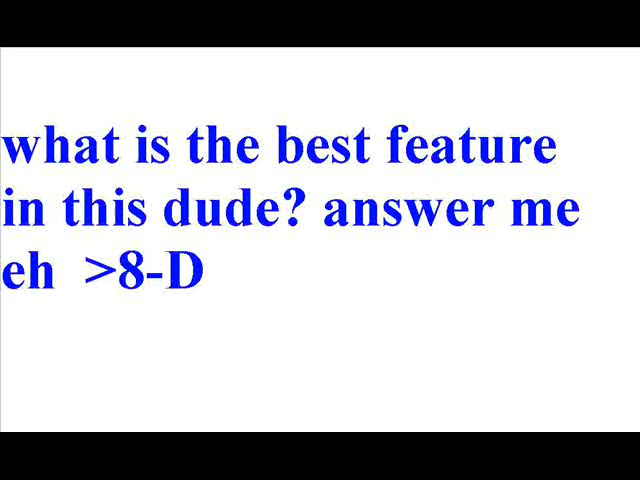 what is the best feature
in this dude? answer me
eh  >8-D